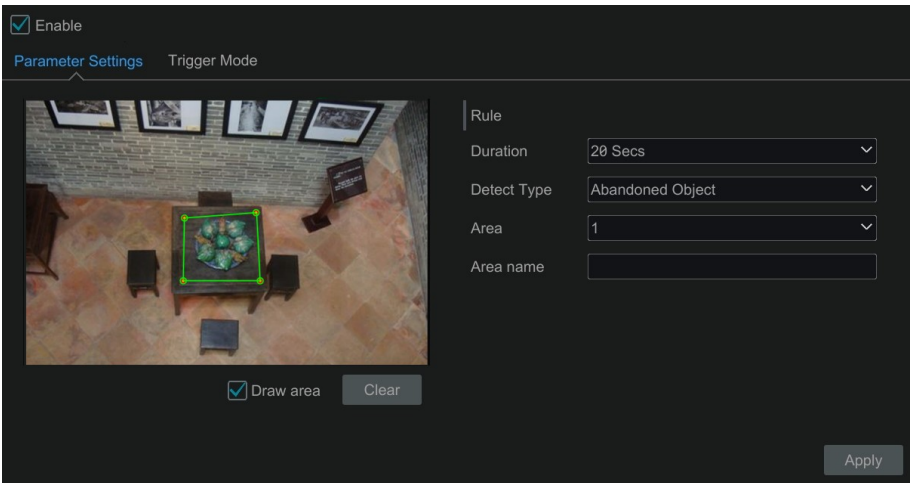 Enable
Parameter Settings Trigger Mode
Rule
Duration 20 Secs
Detect Type Abandoned Object
Area 1
Area name
Draw area Clear
Apply